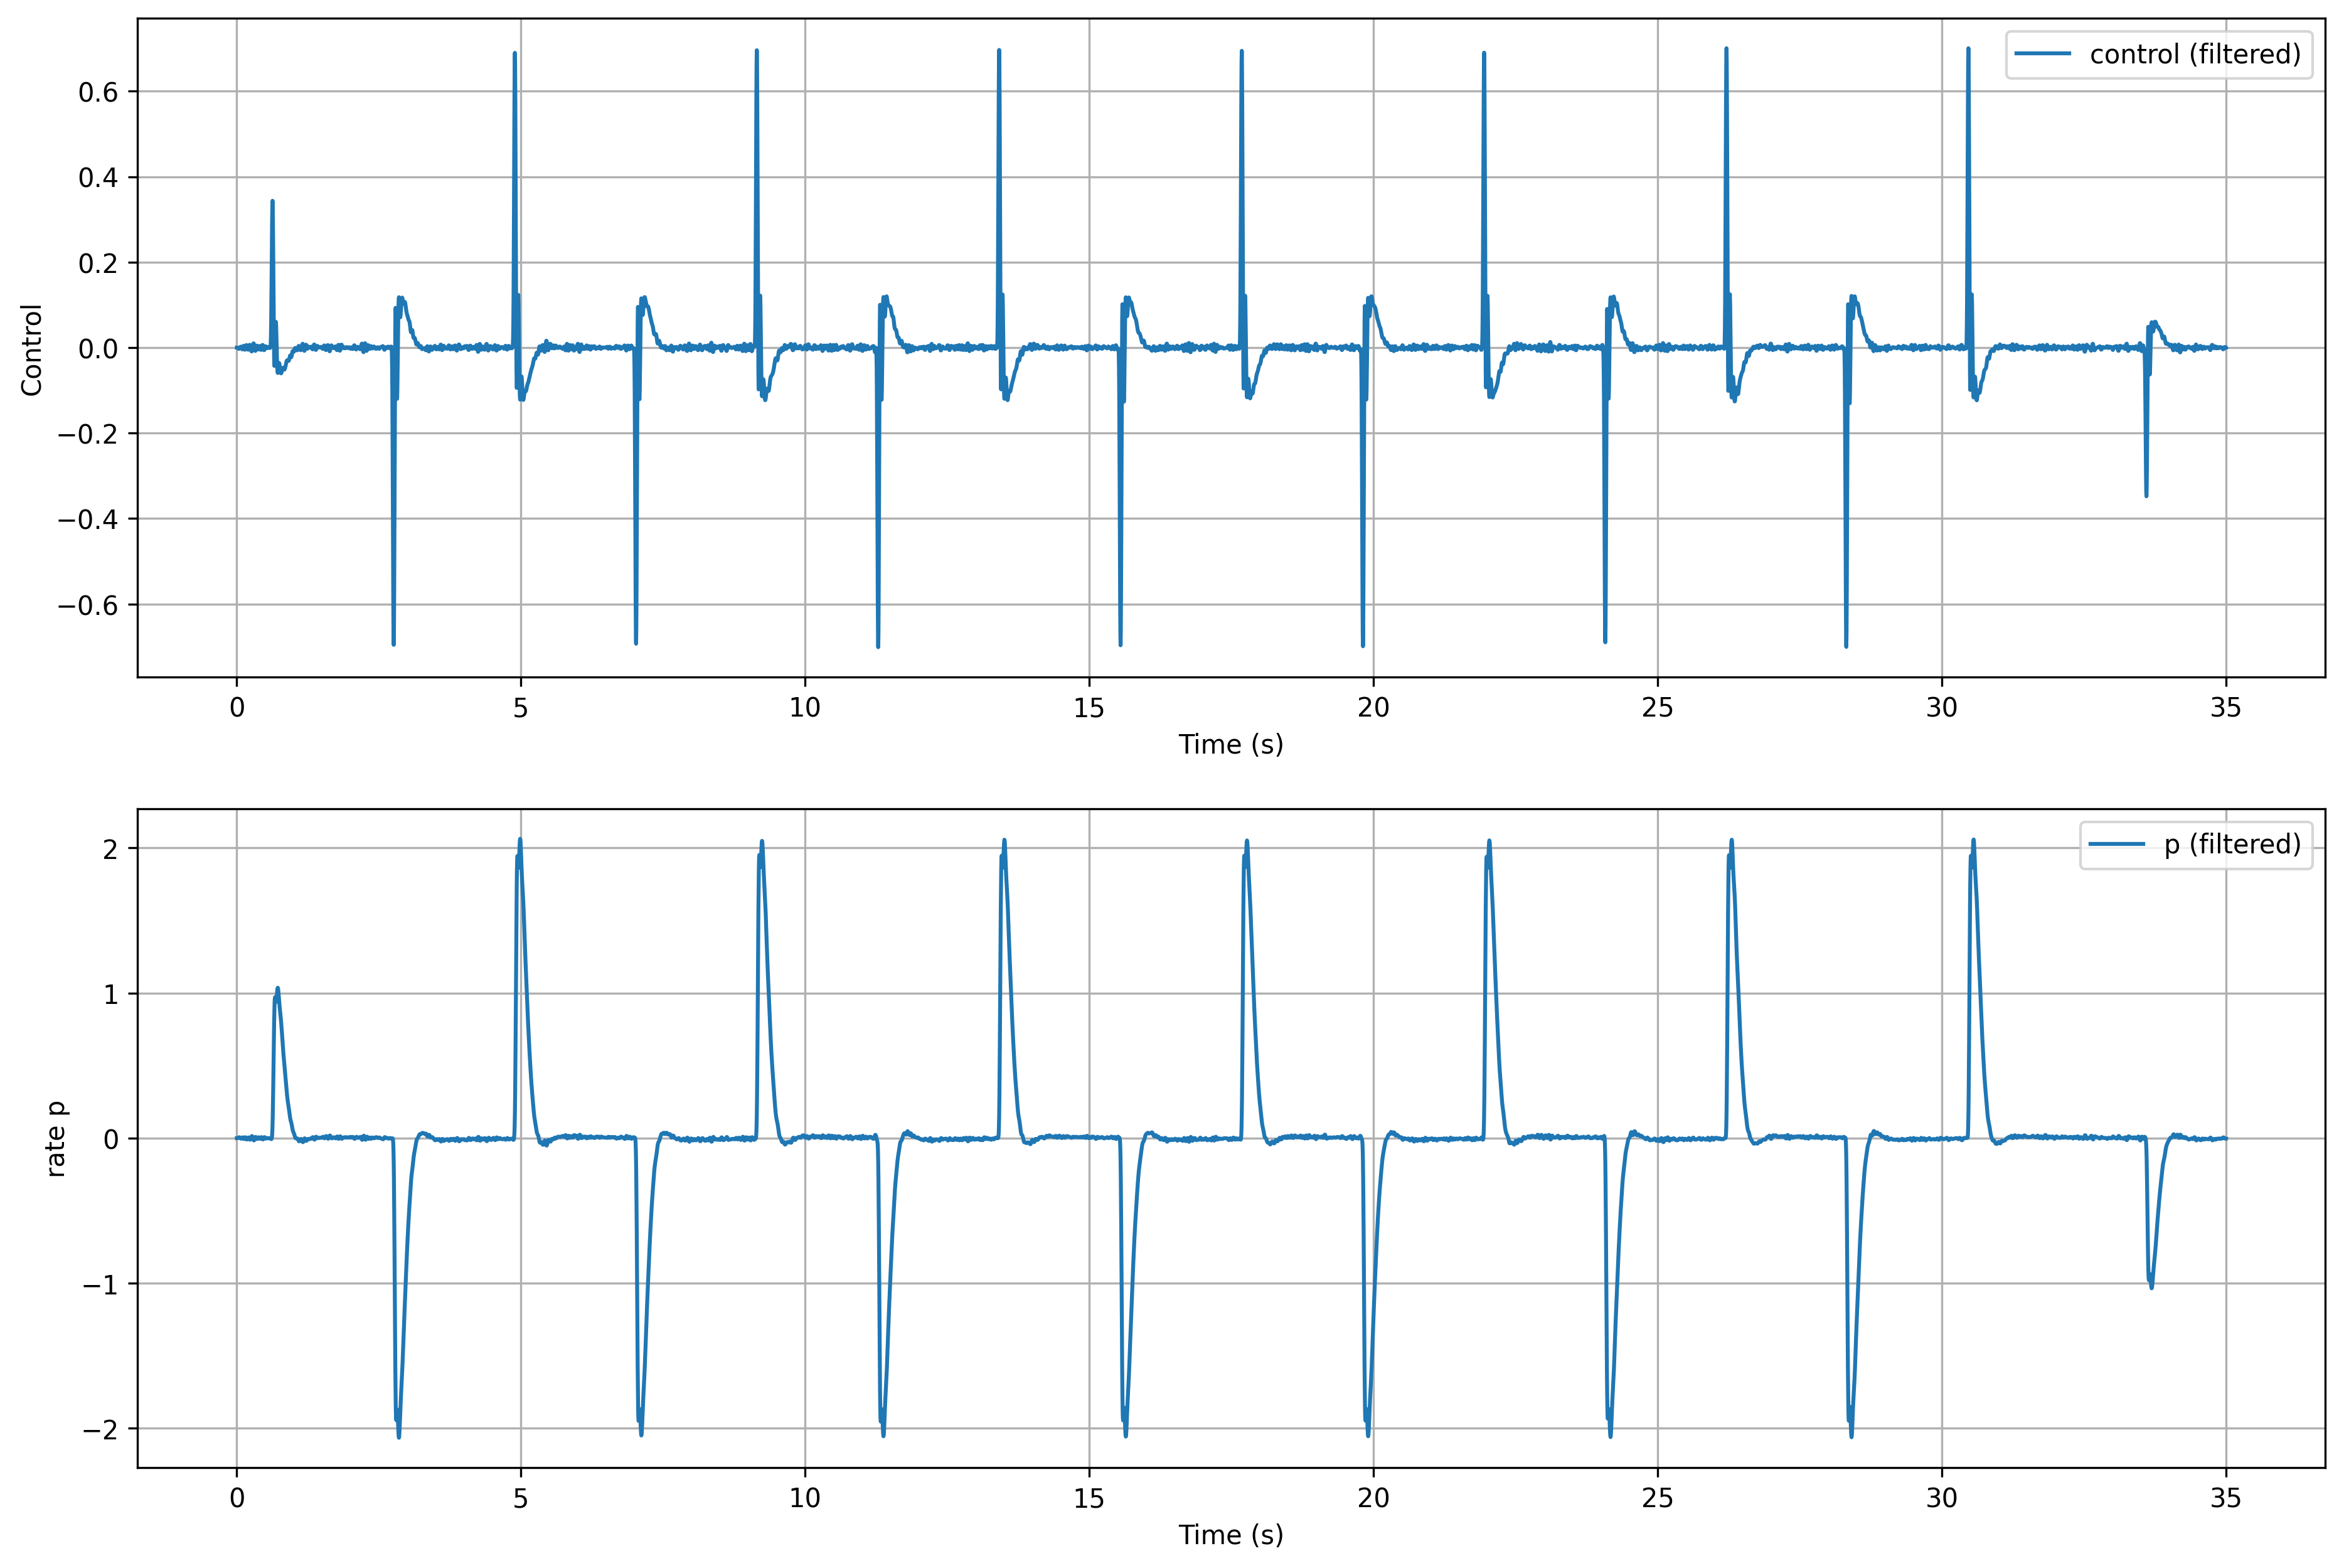 control (filtered)
0.6
0.4
0.2
0.0
−0.2
−0.4
−0.6
Control
0 5 10 15 20 25 30 35
Time (s)
p (filtered)
2
1
0
−1
−2
rate p
0 5 10 15 20 25 30 35
Time (s)